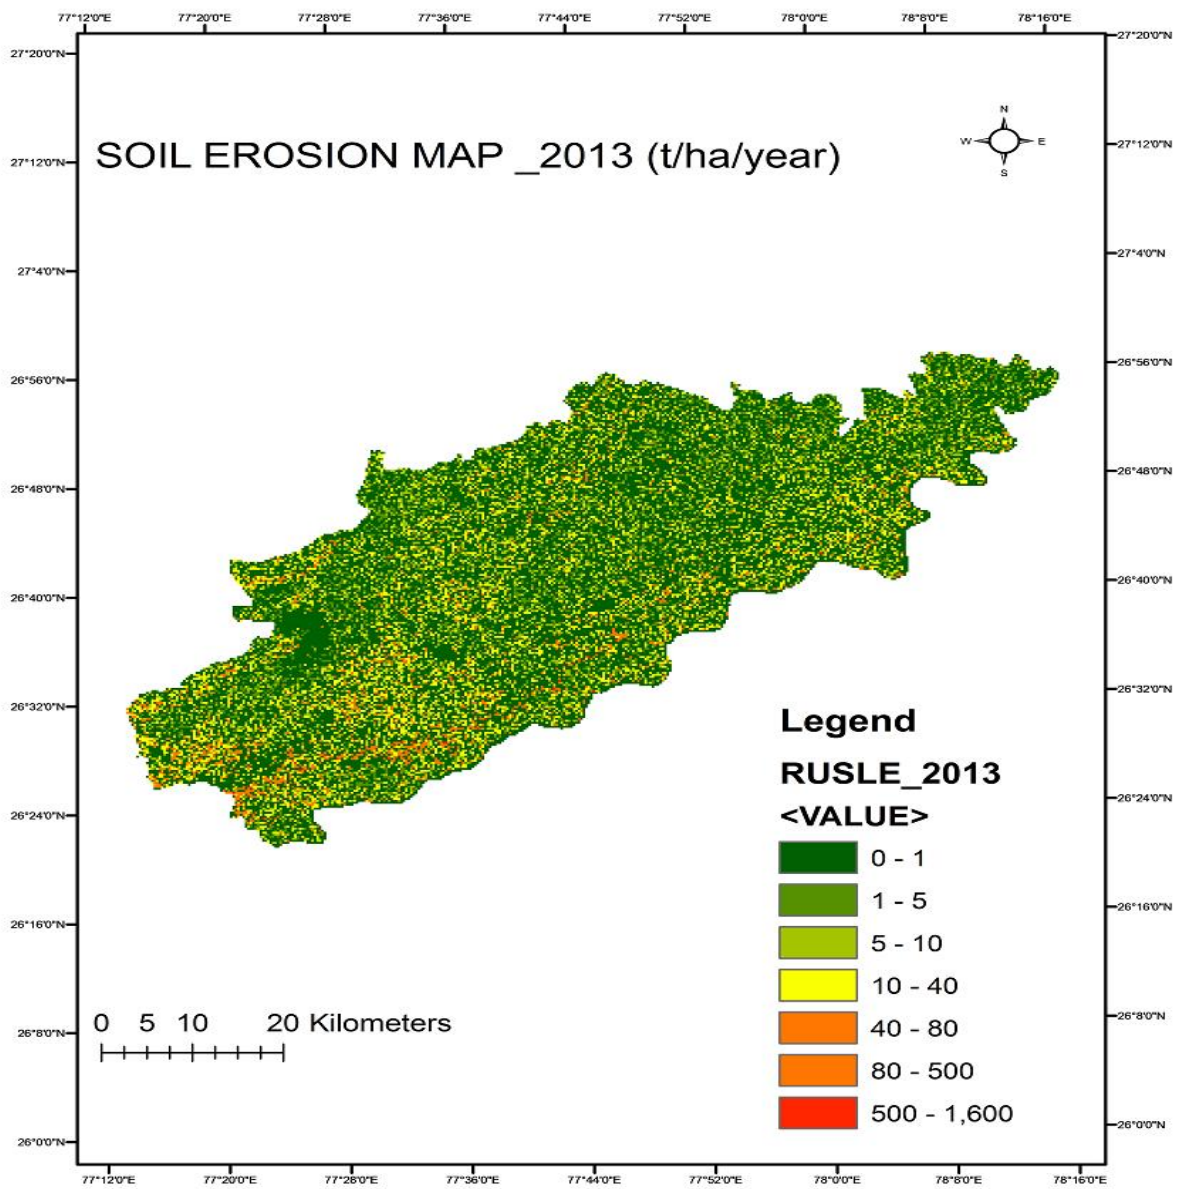 77°12'0"E 77°20'0"E 77°28'0"E 77°36'0"E 77°44'0"E 77°52'0"E 78°0'0"E 78°8'0"E 78°16'0"E
27°20'0"N 27°20'0"N
N
W E
S
SOIL EROSION MAP _2013 (t/ha/year)
27°12'0"N 27°12'0"N
27°4'0"N 27°4'0"N
26°56'0"N 26°56'0"N
26°48'0"N 26°48'0"N
26°40'0"N 26°40'0"N
26°32'0"N 26°32'0"N
Legend
RUSLE_2013
<VALUE>
26°24'0"N 26°24'0"N
0 - 1
1 - 5
26°16'0"N 26°16'0"N
5 - 10
10 - 40
0 5 10 20 Kilometers
26°8'0"N 26°8'0"N
40 - 80
80 - 500
500 - 1,600
26°0'0"N 26°0'0"N
77°12'0"E 77°20'0"E 77°28'0"E 77°36'0"E 77°44'0"E 77°52'0"E 78°0'0"E 78°8'0"E 78°16'0"E